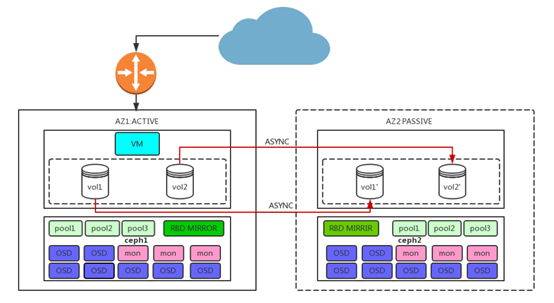 AZ1:ACTIVE
AZ2:PASSIVE
VM
ASYNC
vol1
vol2
vol1'
vol2'
ASYNC
pool1
pool2
pool3
RBD MIRROR
RBD MIRRIR
pool1
pool2
pool3
ceph1
ceph2
OSD
OSD
mon
mon
mon
OSD
OSD
mon
mon
mon
OSD
OSD
OSD
OSD
OSD
OSD
OSD
OSD
OSD
OSD